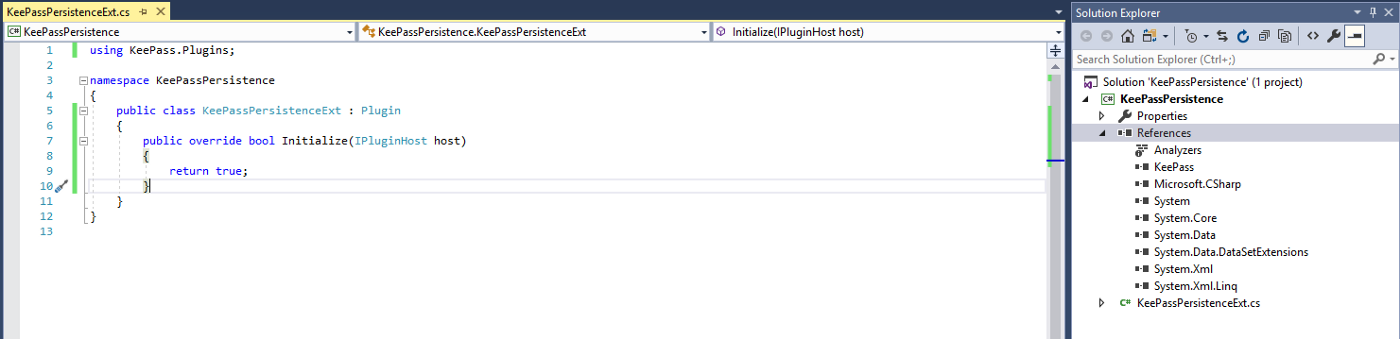 KeePassPersistenceExt.cs
KeePassPersistence
KeePassPersistence.KeePassPersistenceExt
Initialize(IPluginHost host)
1 using KeePass.Plugins;
2
3 namespace KeePassPersistence
4 {
5 public class KeePassPersistenceExt : Plugin
6 {
7 public override bool Initialize(IPluginHost host)
8 {
9 return true;
10 }
11 }
12 }
13
Solution Explorer
Search Solution Explorer (Ctrl+;)
Solution 'KeePassPersistence' (1 project)
C# KeePassPersistence
Properties
References
Analyzers
KeePass
Microsoft.CSharp
System
System.Core
System.Data
System.Data.DataSetExtensions
System.Xml
System.Xml.Linq
C# KeePassPersistenceExt.cs